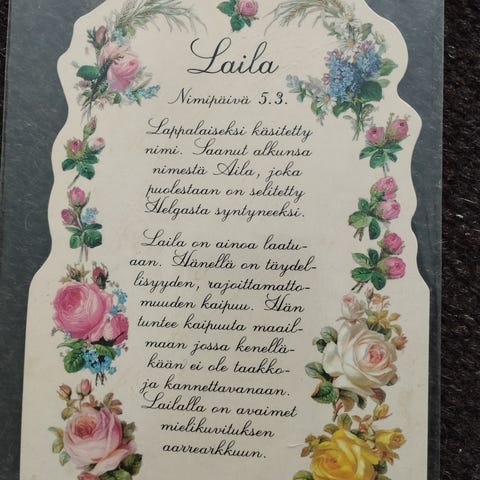 Laila
Nimipäivä 5.3.
Lappalaiseksi käsitetty
nimi. Saanut alkunsa
nimestä Aila, joka
puolestaan on selitetty
Helgasta syntyneeksi.
Laila on ainoa laatu-
aan. Hänellä on täydel-
lisyyden, rajoittamatto-
muuden kaipuu. Hän
tuntee kaipuuta maail-
maan jossa kenellä-
kään ei ole taakko-
ja kannettavanaan.
Lailalla on avaimet
mielikuvituksen
aarrearkkuun.